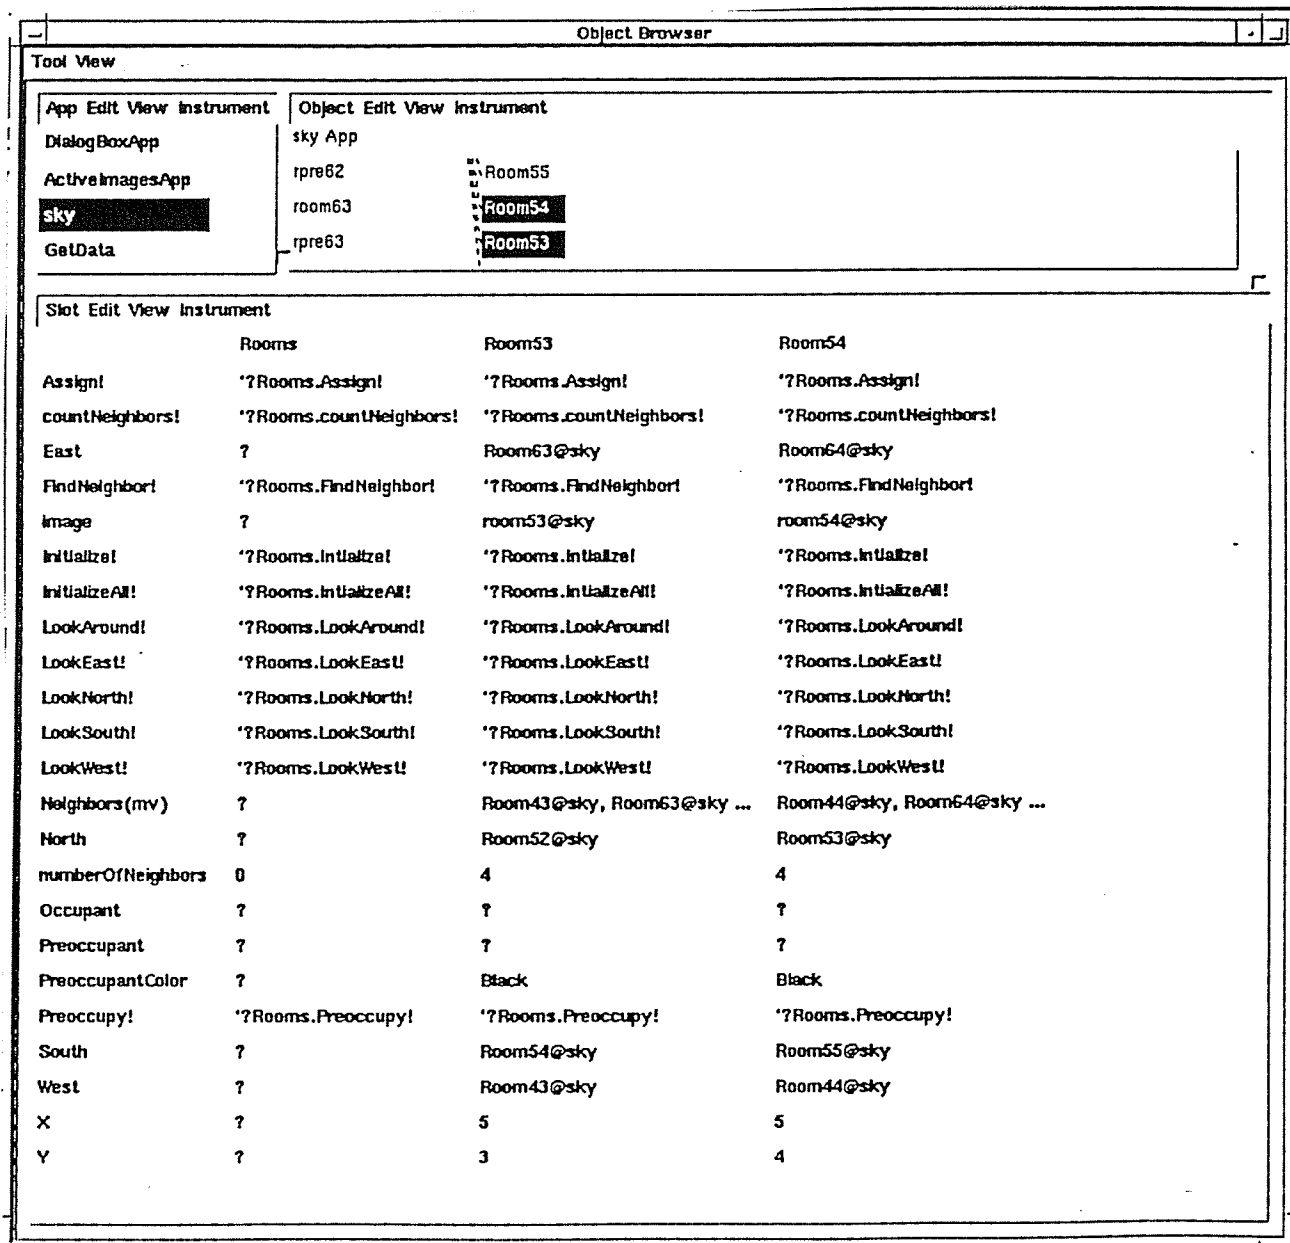 Object Browser
Tool View
App Edit View Instrument
Object Edit View Instrument
DialogBoxApp
ActiveImagesApp
sky
GetData
sky App
rpre62 Room55
room63 Room54
rpre63 Room53
Slot Edit View Instrument
Rooms Room53 Room54
Assign! '?Rooms.Assign! '?Rooms.Assign! '?Rooms.Assign!
countNeighbors! '?Rooms.countNeighbors! '?Rooms.countNeighbors! '?Rooms.countNeighbors!
East ? Room63@sky Room64@sky
FindNeighbor! '?Rooms.FindNeighbor! '?Rooms.FindNeighbor! '?Rooms.FindNeighbor!
Image ? room53@sky room54@sky
Initialize! '?Rooms.Intialize! '?Rooms.Intialize! '?Rooms.Intialize!
InitializeAll! '?Rooms.IntializeAll! '?Rooms.IntializeAll! '?Rooms.IntializeAll!
LookAround! '?Rooms.LookAround! '?Rooms.LookAround! '?Rooms.LookAround!
LookEast! '?Rooms.LookEast! '?Rooms.LookEast! '?Rooms.LookEast!
LookNorth! '?Rooms.LookNorth! '?Rooms.LookNorth! '?Rooms.LookNorth!
LookSouth! '?Rooms.LookSouth! '?Rooms.LookSouth! '?Rooms.LookSouth!
LookWest! '?Rooms.LookWest! '?Rooms.LookWest! '?Rooms.LookWest!
Neighbors(mv) ? Room43@sky, Room63@sky ... Room44@sky, Room64@sky ...
North ? Room52@sky Room53@sky
numberOfNeighbors 0 4 4
Occupant ? ? ?
Preoccupant ? ? ?
PreoccupantColor ? Black Black
Preoccupy! '?Rooms.Preoccupy! '?Rooms.Preoccupy! '?Rooms.Preoccupy!
South ? Room54@sky Room55@sky
West ? Room43@sky Room44@sky
X ? 5 5
Y ? 3 4